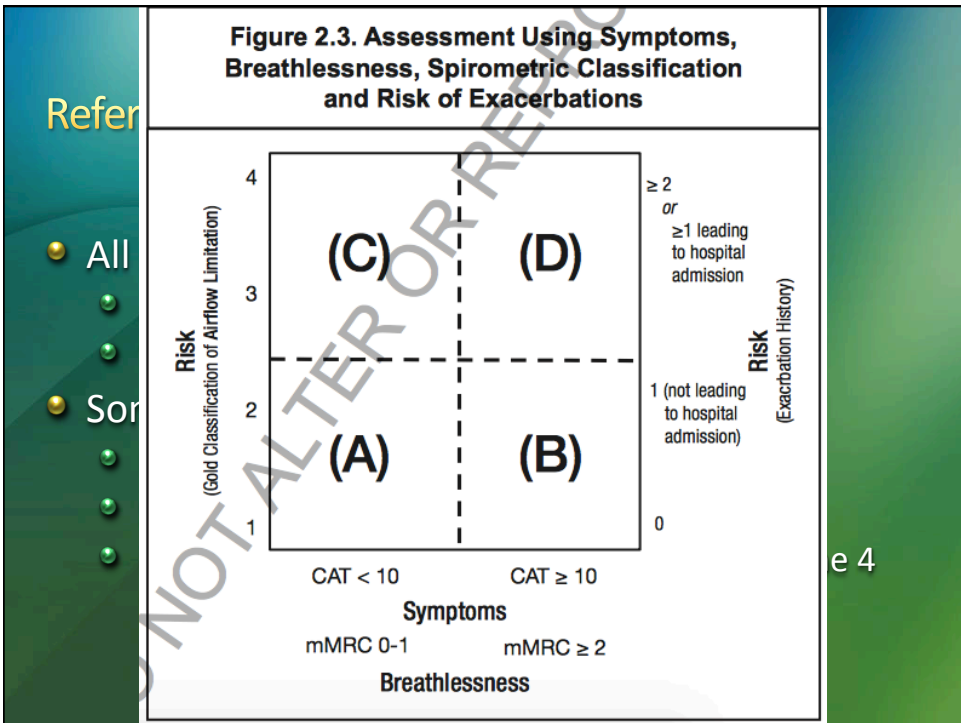 Figure 2.3. Assessment Using Symptoms,
Breathlessness, Spirometric Classification
and Risk of Exacerbations
Refer
All
Sor
e 4
Risk
(Gold Classification of Airflow Limitation)
4
3
2
1
(C)
(D)
(A)
(B)
≥ 2
or
≥1 leading
to hospital
admission
1 (not leading
to hospital
admission)
0
Risk
(Exacrbation History)
CAT < 10
CAT ≥ 10
Symptoms
mMRC 0-1
mMRC ≥ 2
Breathlessness
NOT ALTER OR REPRO